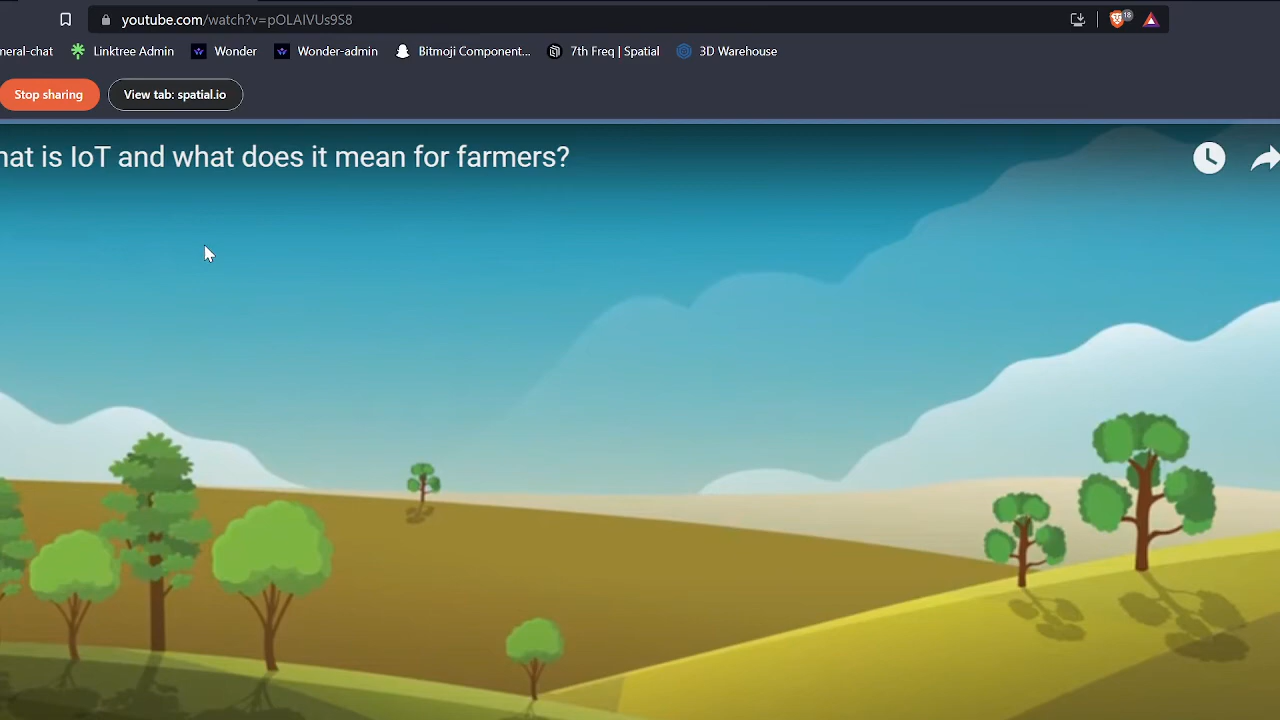 youtube.com/watch?v=pOLAIVUs9S8
18
neral-chat Linktree Admin Wonder Wonder-admin Bitmoji Component... 7th Freq | Spatial 3D Warehouse
Stop sharing View tab: spatial.io
hat is IoT and what does it mean for farmers?